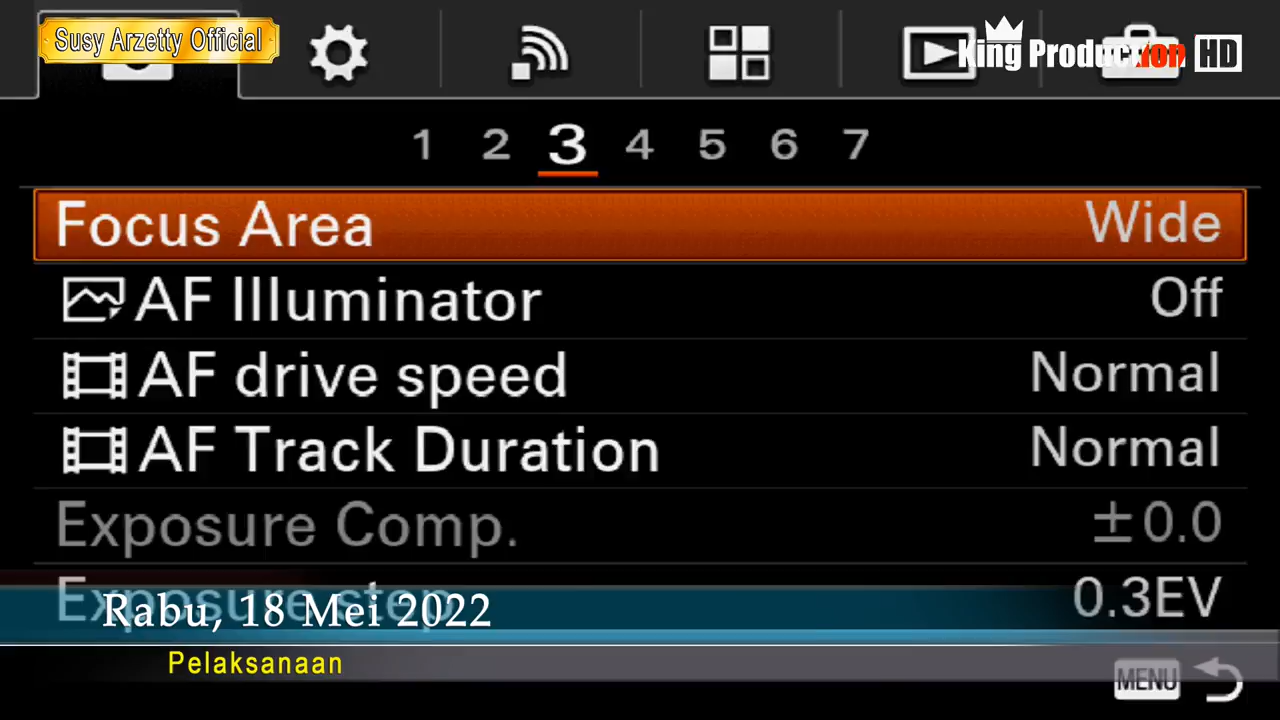 Susy Arzetty Official
King Production HD
1 2 3 4 5 6 7
Focus Area Wide
AF Illuminator Off
AF drive speed Normal
AF Track Duration Normal
Exposure Comp. ±0.0
Exposure step 0.3EV
Rabu, 18 Mei 2022
Pelaksanaan
MENU